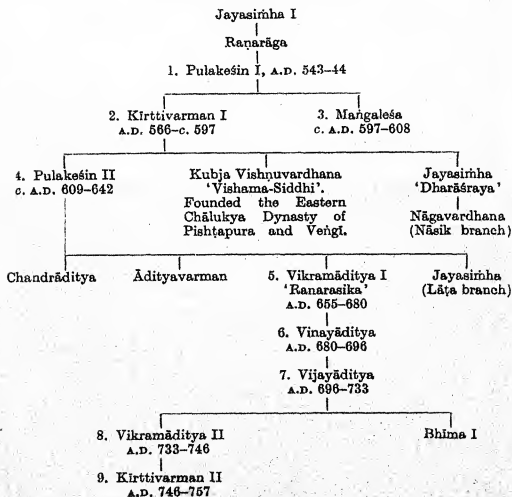 Jayasiṁha I
Raṇarāga
1. Pulakeśin I, A.D. 543–44
2. Kīrttivarman I
A.D. 566–c. 597
3. Maṅgaleśa
c. A.D. 597–608
4. Pulakeśin II
c. A.D. 609–642
Kubja Vishṇuvardhana
'Vishama-Siddhi'.
Founded the Eastern
Chālukya Dynasty of
Pishṭapura and Veṅgī.
Jayasiṁha
'Dharāśraya'
Nāgavardhana
(Nāsik branch)
Chandrāditya
Ādityavarman
5. Vikramāditya I
'Ranarasika'
A.D. 655–680
Jayasiṁha
(Lāṭa branch)
6. Vinayāditya
A.D. 680–696
7. Vijayāditya
A.D. 696–733
8. Vikramāditya II
A.D. 733–746
Bhīma I
9. Kīrttivarman II
A.D. 746–757